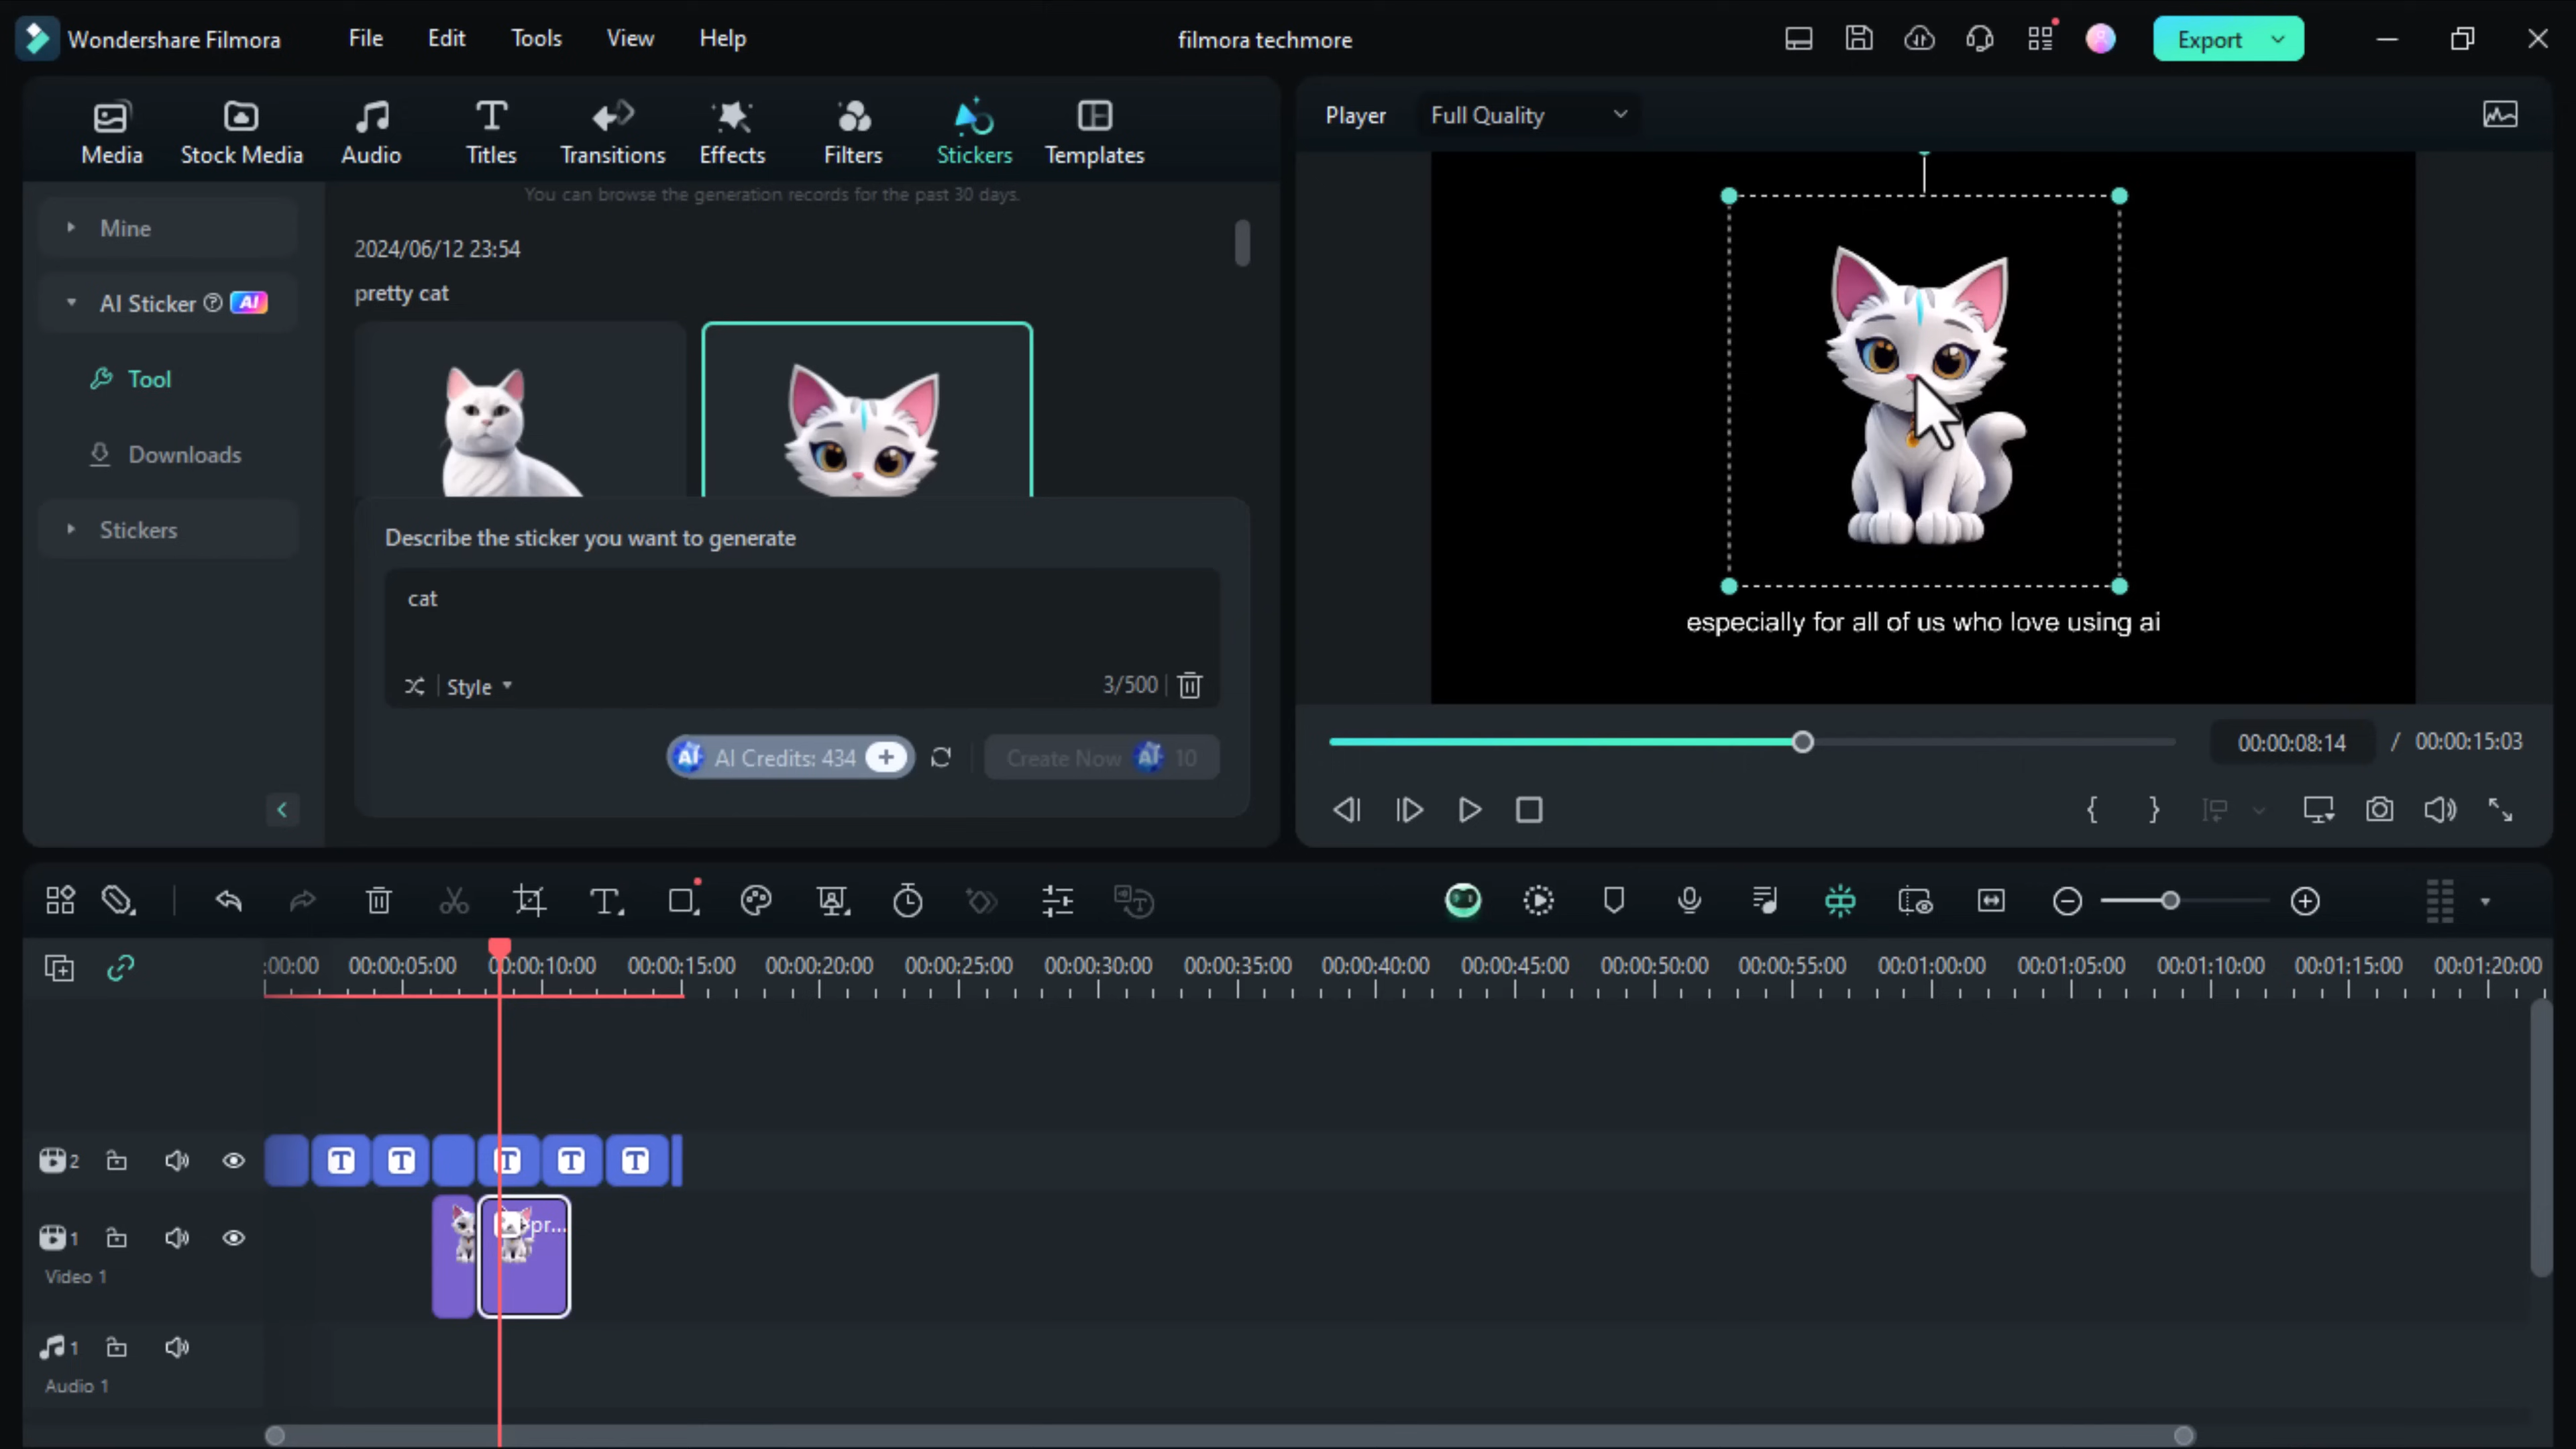 Wondershare Filmora File Edit Tools View Help filmora techmore Export
Media Stock Media Audio Titles Transitions Effects Filters Stickers Templates
Player Full Quality
You can browse the generation records for the past 30 days.
Mine
2024/06/12 23:54
AI Sticker ? AI
pretty cat
Tool
Downloads
Stickers
Describe the sticker you want to generate
cat
Style 3/500
AI AI Credits: 434 Create Now AI 10
especially for all of us who love using ai
00:00:08:14 / 00:00:15:03
:00:00 00:00:05:00 00:00:10:00 00:00:15:00 00:00:20:00 00:00:25:00 00:00:30:00 00:00:35:00 00:00:40:00 00:00:45:00 00:00:50:00 00:00:55:00 00:01:00:00 00:01:05:00 00:01:10:00 00:01:15:00 00:01:20:00
2 T T T T T
1 pr...
Video 1
1
Audio 1